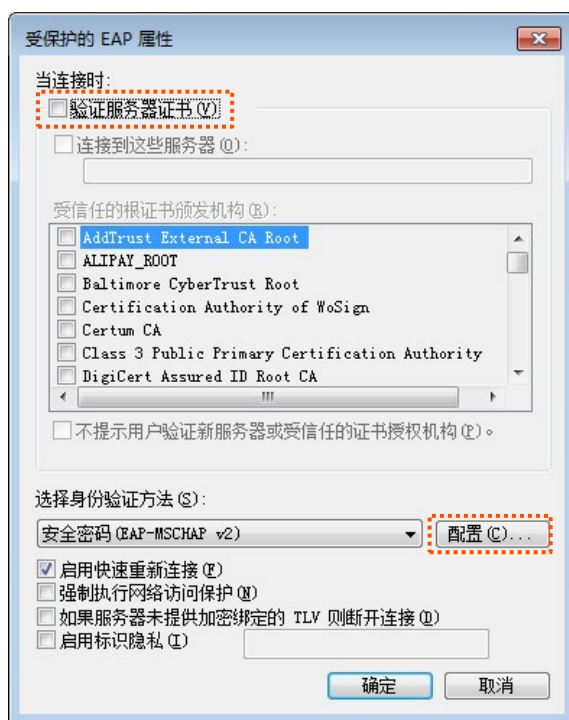 受保护的 EAP 属性
当连接时:
验证服务器证书(V)
连接到这些服务器(O):
受信任的根证书颁发机构(R):
AddTrust External CA Root
ALIPAY_ROOT
Baltimore CyberTrust Root
Certification Authority of WoSign
Certum CA
Class 3 Public Primary Certification Authority
DigiCert Assured ID Root CA
不提示用户验证新服务器或受信任的证书授权机构(P)。
选择身份验证方法(S):
安全密码(EAP-MSCHAP v2) 配置(C)...
启用快速重新连接(F)
强制执行网络访问保护(N)
如果服务器未提供加密绑定的 TLV 则断开连接(D)
启用标识隐私(I)
确定 取消